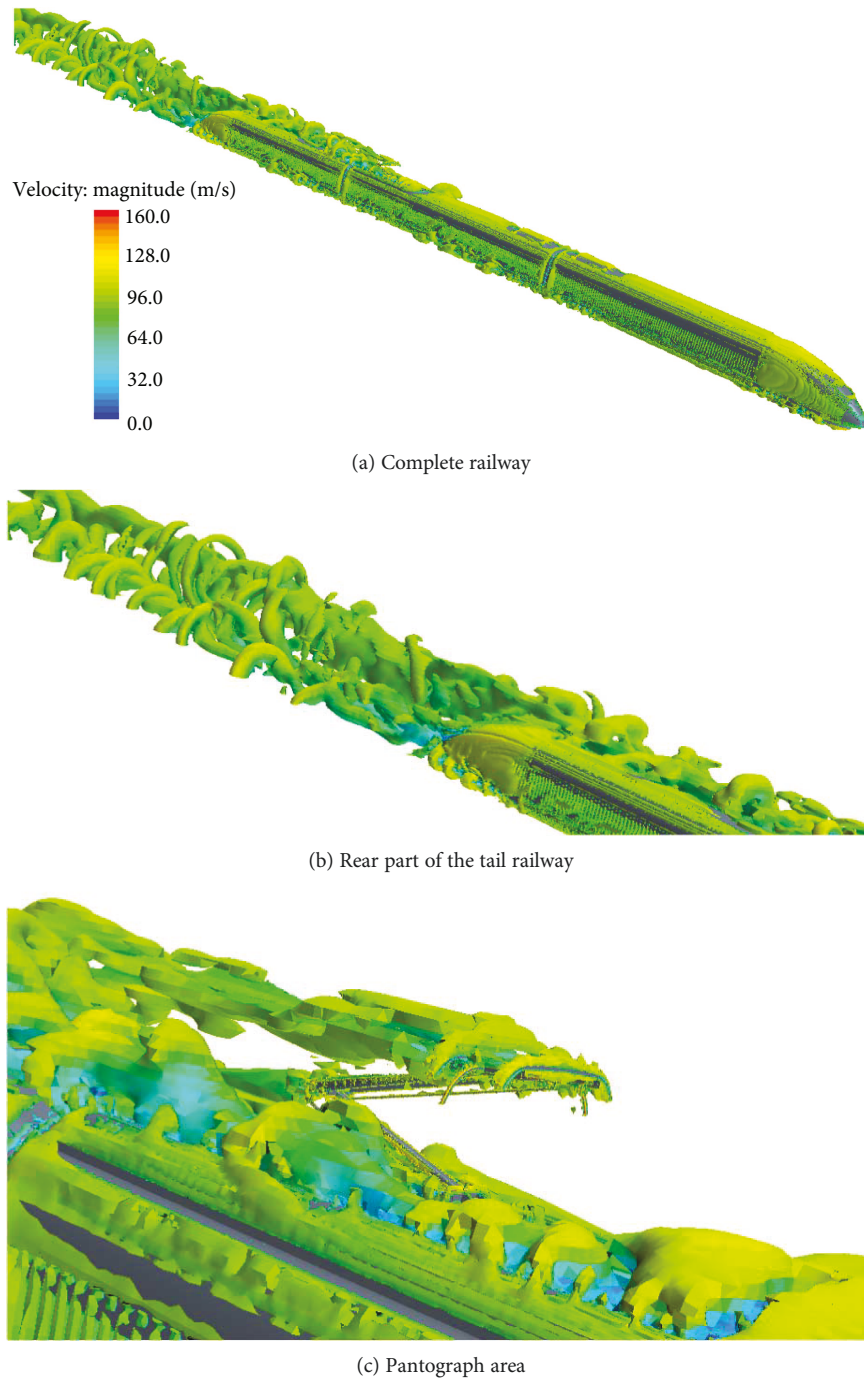 Velocity: magnitude (m/s)
160.0
128.0
96.0
64.0
32.0
0.0
(a) Complete railway
(b) Rear part of the tail railway
(c) Pantograph area